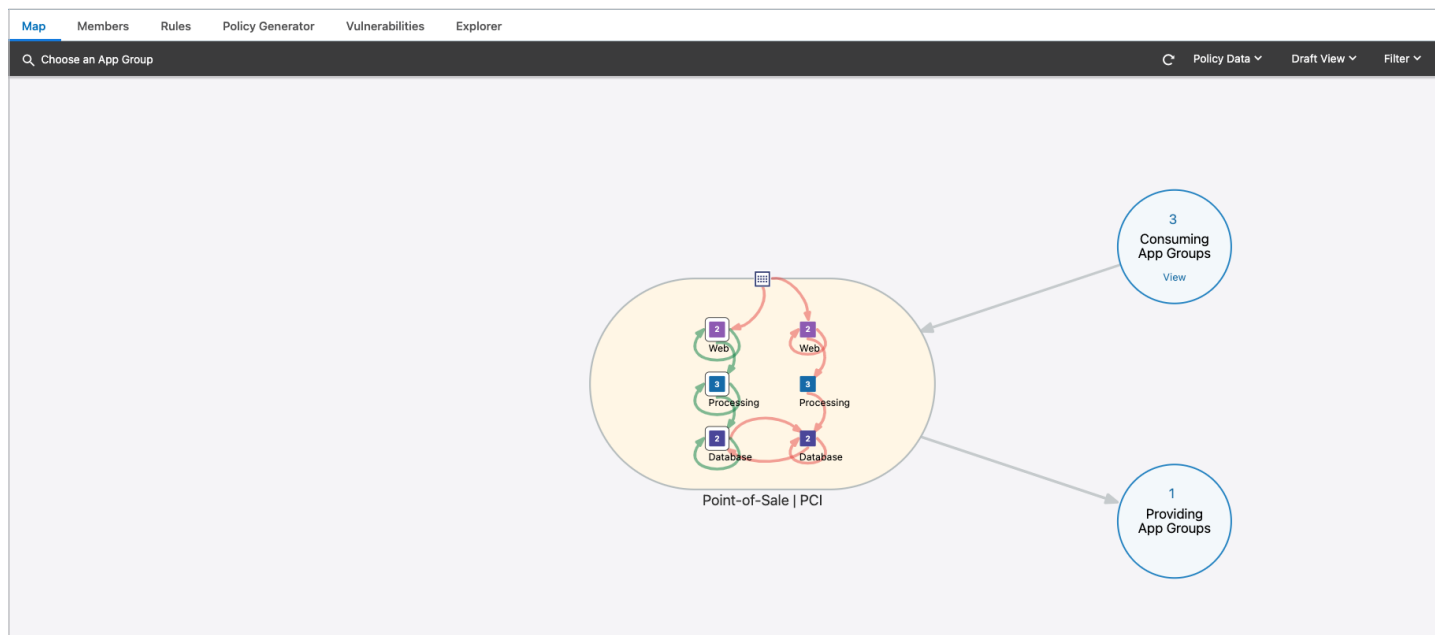 Map Members Rules Policy Generator Vulnerabilities Explorer
Choose an App Group Policy Data Draft View Filter
3
Consuming
App Groups
View
2 2
Web Web
3 3
Processing Processing
2 2
Database Database
Point-of-Sale | PCI
1
Providing
App Groups